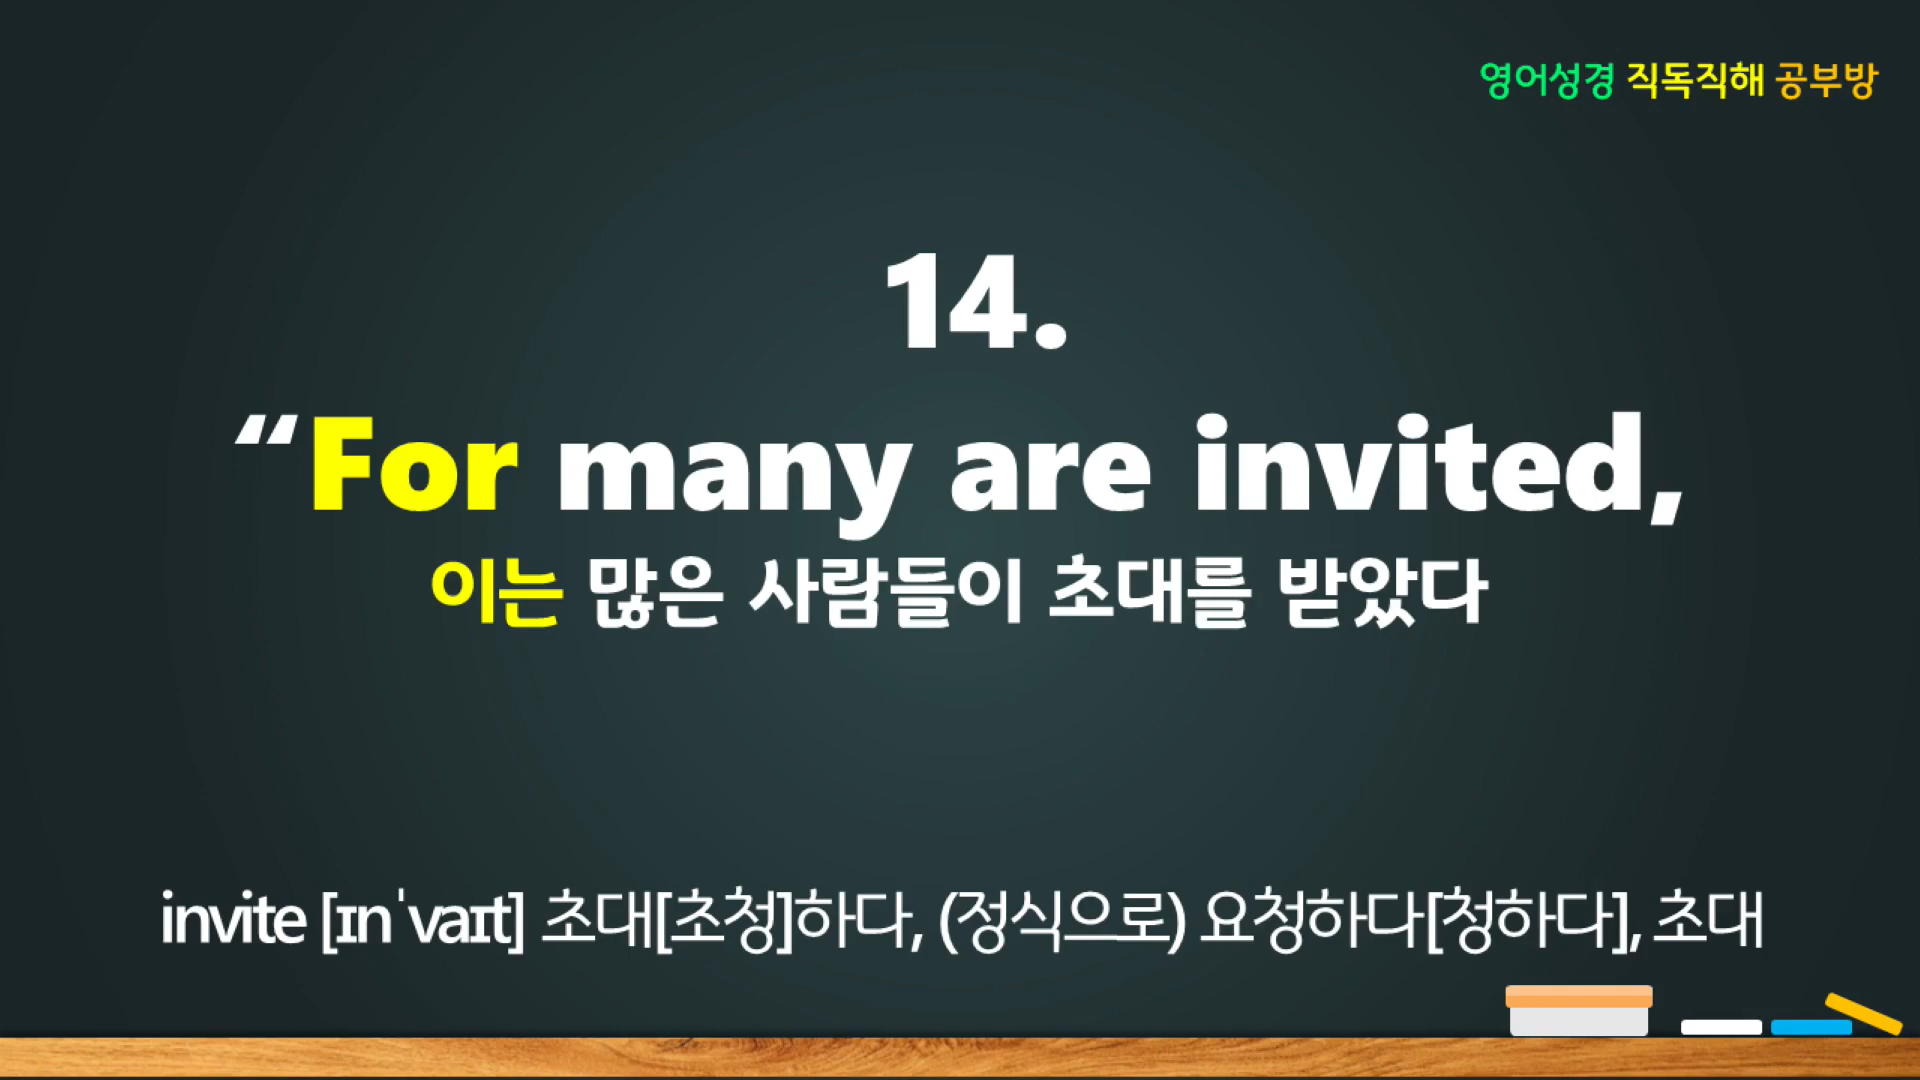 영어성경 직독직해 공부방
14.
“For many are invited,
이는 많은 사람들이 초대를 받았다
invite [ɪnˈvaɪt] 초대[초청]하다, (정식으로) 요청하다[청하다], 초대